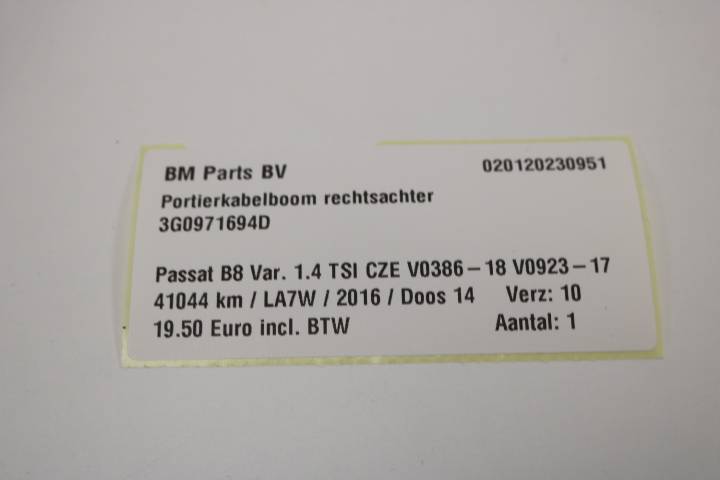 BM Parts BV 020120230951
Portierkabelboom rechtsachter
3G0971694D
Passat B8 Var. 1.4 TSI CZE V0386-18 V0923-17
41044 km / LA7W / 2016 / Doos 14 Verz: 10
19.50 Euro incl. BTW Aantal: 1